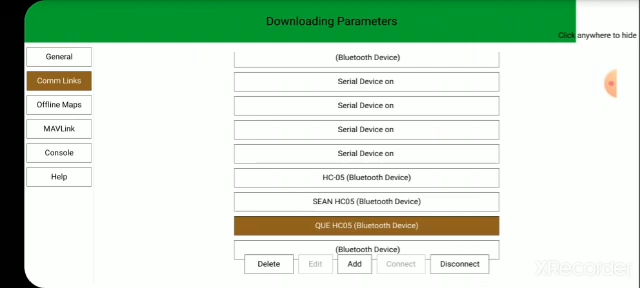 Downloading Parameters
Click anywhere to hide
General
Comm Links
Offline Maps
MAVLink
Console
Help
(Bluetooth Device)
Serial Device on
Serial Device on
Serial Device on
Serial Device on
HC-05 (Bluetooth Device)
SEAN HC05 (Bluetooth Device)
QUE HC05 (Bluetooth Device)
(Bluetooth Device)
Delete
Edit
Add
Connect
Disconnect
XRecorder